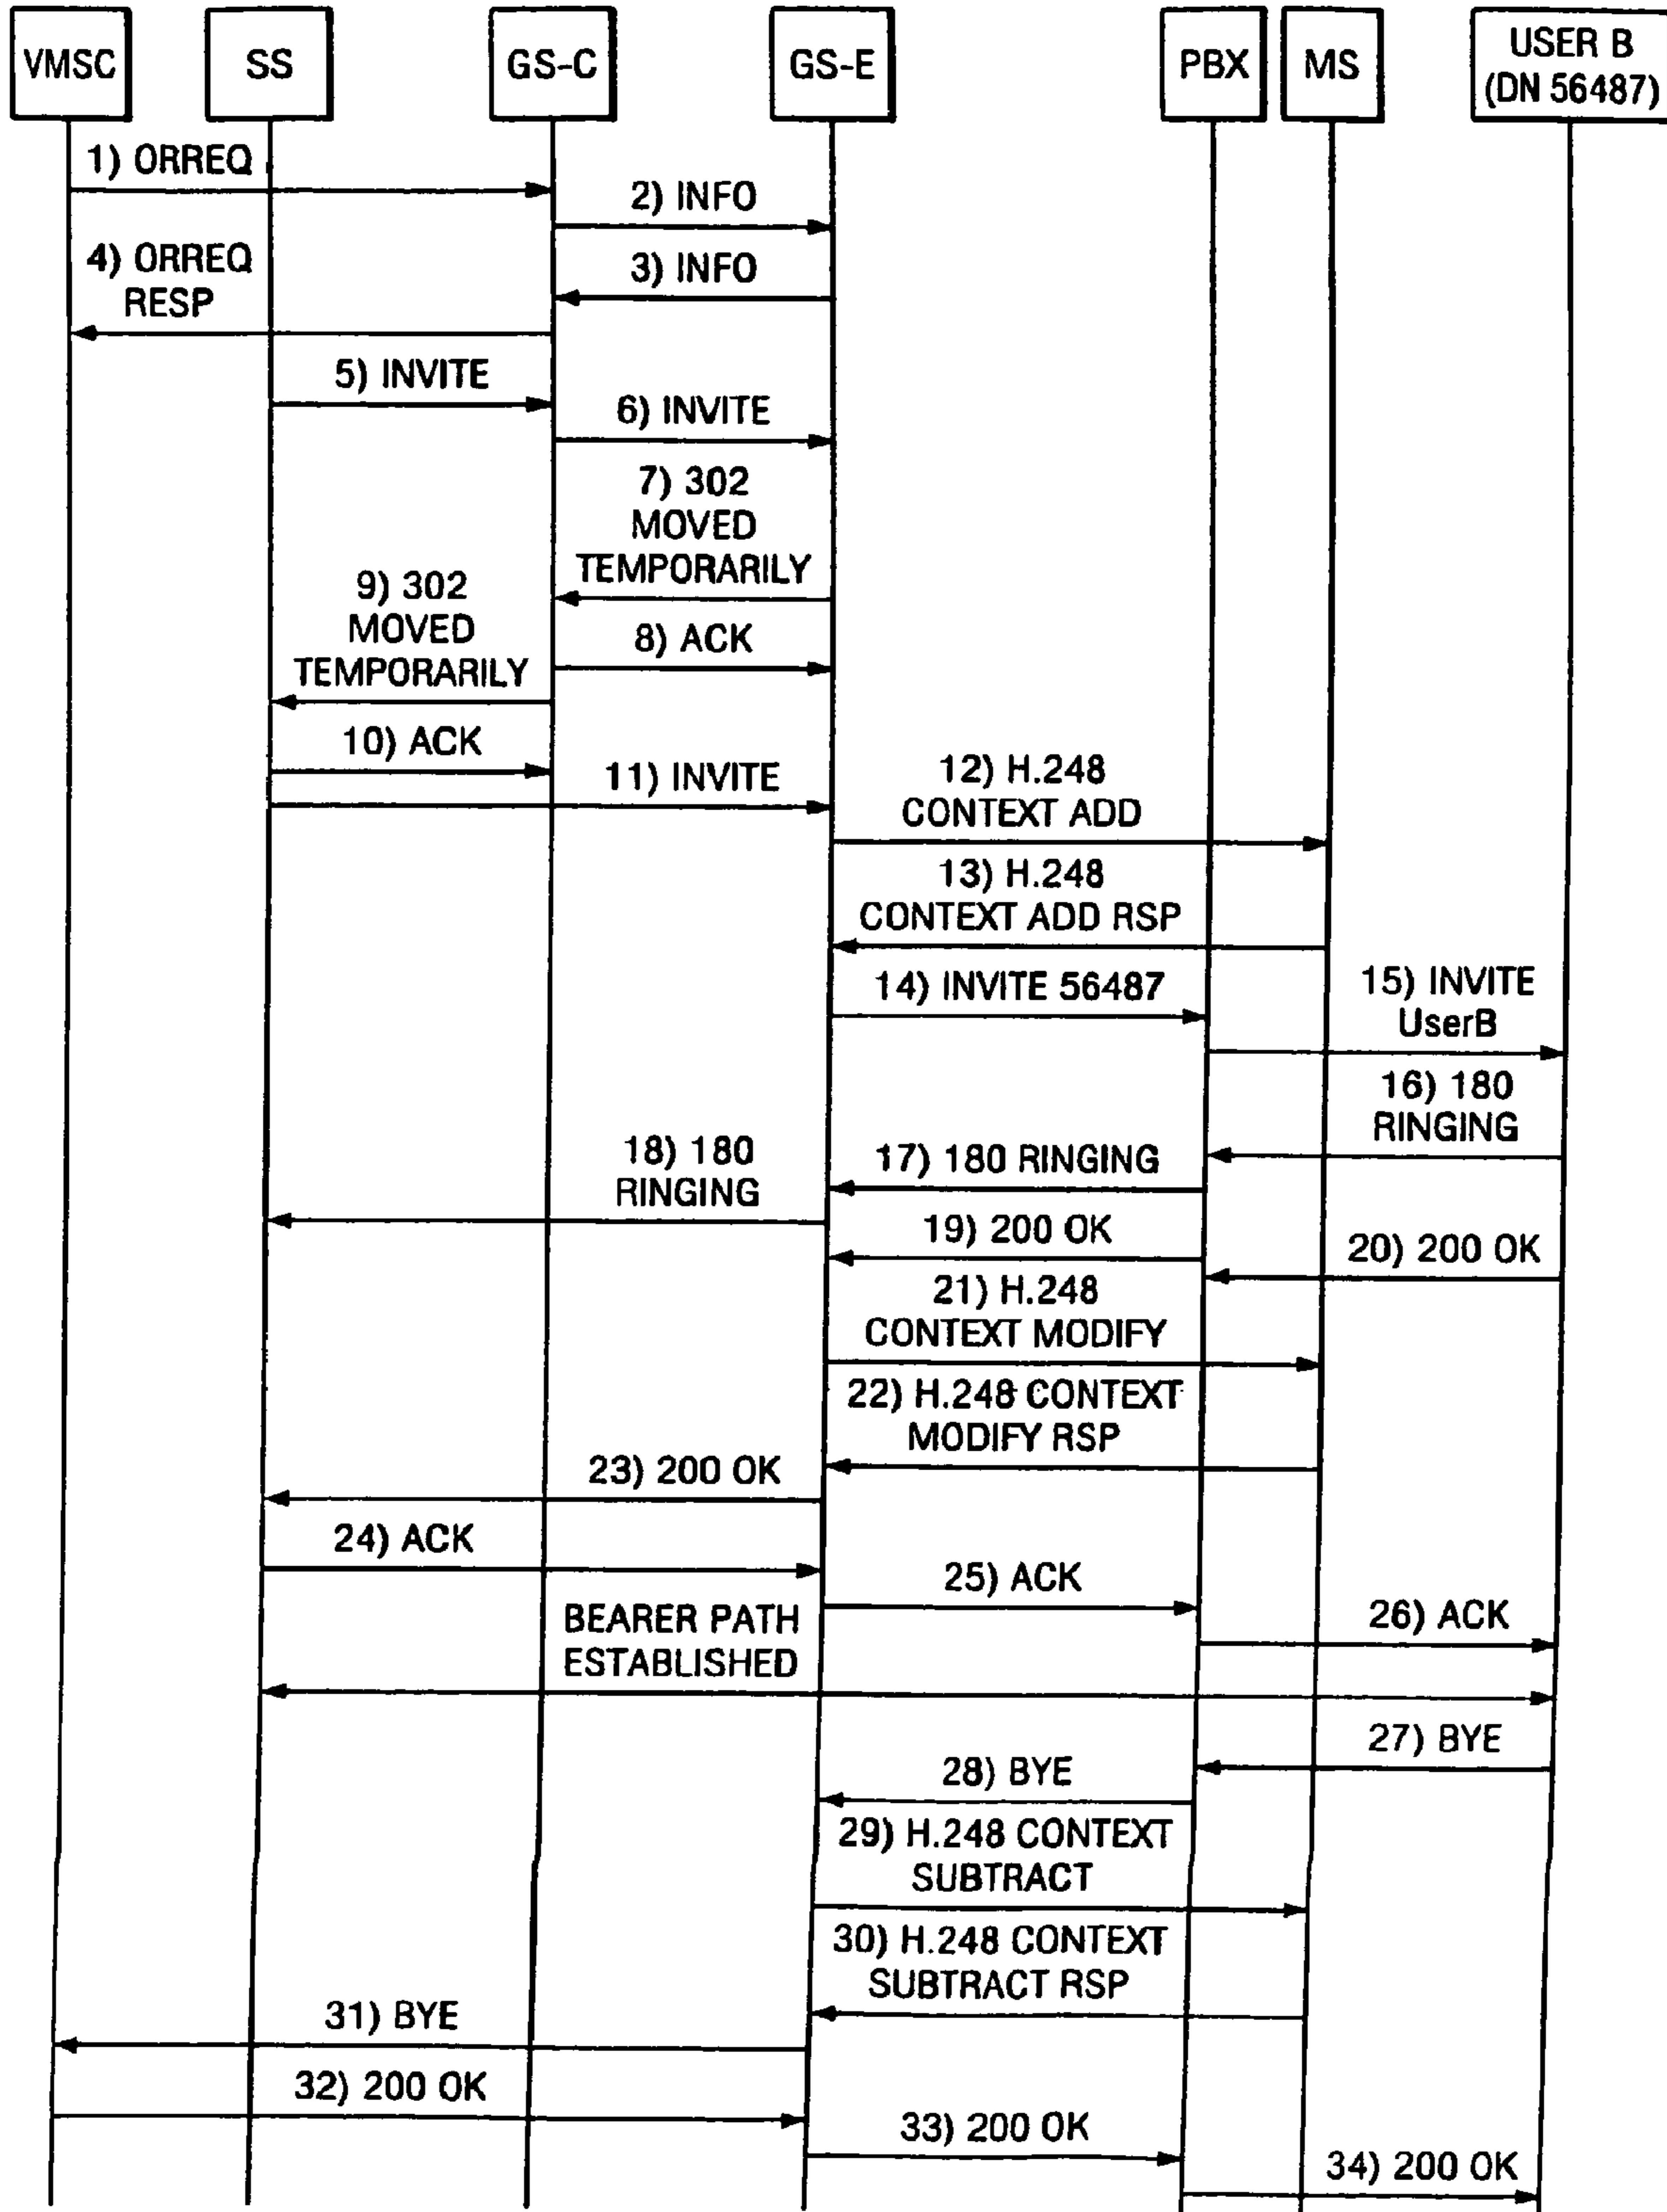 VMSC
SS
GS-C
GS-E
PBX
MS
USER B
(DN 56487)
1) ORREQ
2) INFO
4) ORREQ
RESP
3) INFO
5) INVITE
6) INVITE
7) 302
MOVED
TEMPORARILY
9) 302
MOVED
TEMPORARILY
8) ACK
10) ACK
11) INVITE
12) H.248
CONTEXT ADD
13) H.248
CONTEXT ADD RSP
14) INVITE 56487
15) INVITE
UserB
16) 180
RINGING
18) 180
RINGING
17) 180 RINGING
19) 200 OK
20) 200 OK
21) H.248
CONTEXT MODIFY
22) H.248 CONTEXT
MODIFY RSP
23) 200 OK
24) ACK
25) ACK
BEARER PATH
ESTABLISHED
26) ACK
27) BYE
28) BYE
29) H.248 CONTEXT
SUBTRACT
30) H.248 CONTEXT
SUBTRACT RSP
31) BYE
32) 200 OK
33) 200 OK
34) 200 OK